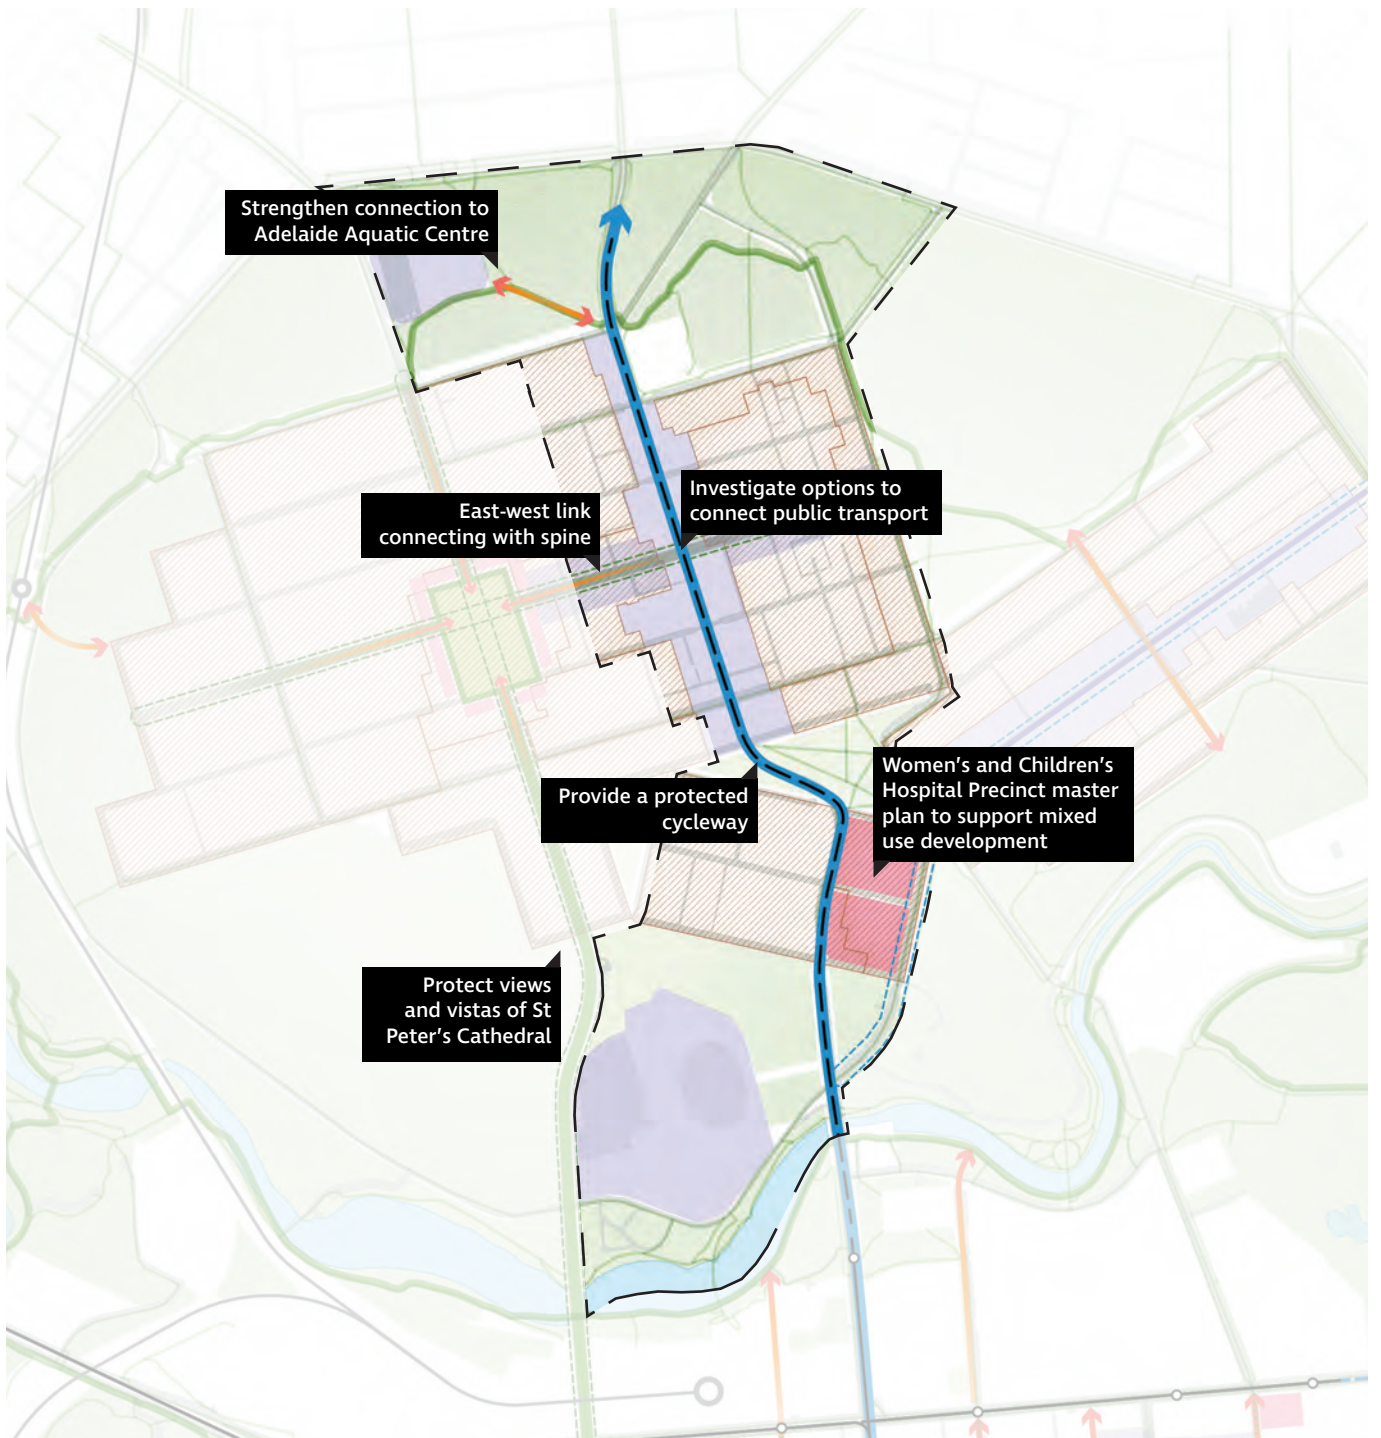 Strengthen connection to
Adelaide Aquatic Centre
Investigate options to
connect public transport
East-west link
connecting with spine
Women’s and Children’s
Hospital Precinct master
plan to support mixed
use development
Provide a protected
cycleway
Protect views
and vistas of St
Peter’s Cathedral